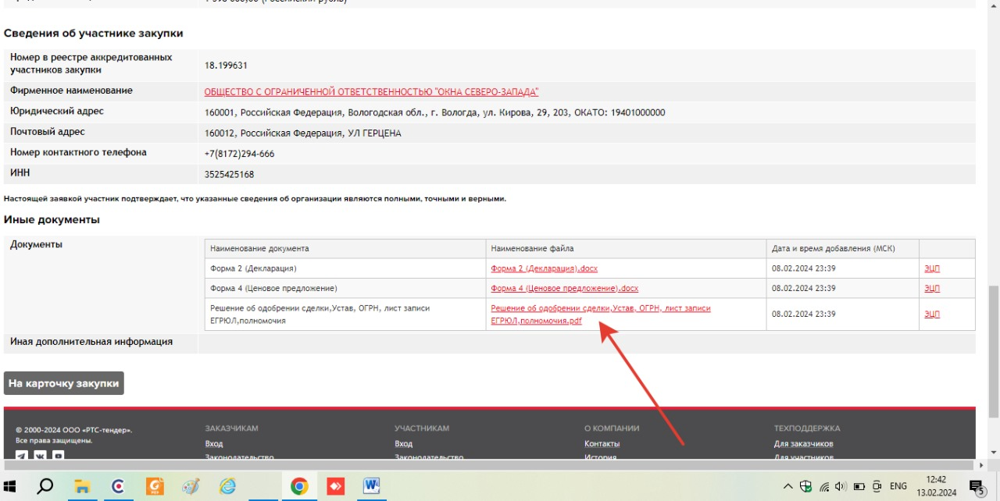 Сведения об участнике закупки
Номер в реестре аккредитованных
участников закупки
18.199631
Фирменное наименование
ОБЩЕСТВО С ОГРАНИЧЕННОЙ ОТВЕТСТВЕННОСТЬЮ "ОКНА СЕВЕРО-ЗАПАДА"
Юридический адрес
160001, Российская Федерация, Вологодская обл., г. Вологда, ул. Кирова, 29, 203, ОКАТО: 19401000000
Почтовый адрес
160012, Российская Федерация, УЛ ГЕРЦЕНА
Номер контактного телефона
+7(8172)294-666
ИНН
3525425168
Настоящей заявкой участник подтверждает, что указанные сведения об организации являются полными, точными и верными.
Иные документы
Документы
Наименование документа
Наименование файла
Дата и время добавления (МСК)
Форма 2 (Декларация)
Форма 2 (Декларация).docx
08.02.2024 23:39
ЭЦП
Форма 4 (Ценовое предложение)
Форма 4 (Ценовое предложение).docx
08.02.2024 23:39
ЭЦП
Решение об одобрении сделки,Устав, ОГРН, лист записи
ЕГРЮЛ,полномочия
Решение об одобрении сделки,Устав, ОГРН, лист записи
ЕГРЮЛ,полномочия.pdf
08.02.2024 23:39
ЭЦП
Иная дополнительная информация
На карточку закупки
© 2000-2024 ООО «РТС-тендер».
Все права защищены.
ЗАКАЗЧИКАМ
Вход
Законодательство
УЧАСТНИКАМ
Вход
Законодательство
О КОМПАНИИ
Контакты
История
ТЕХПОДДЕРЖКА
Для заказчиков
Для участников
ENG
12:42
13.02.2024
5